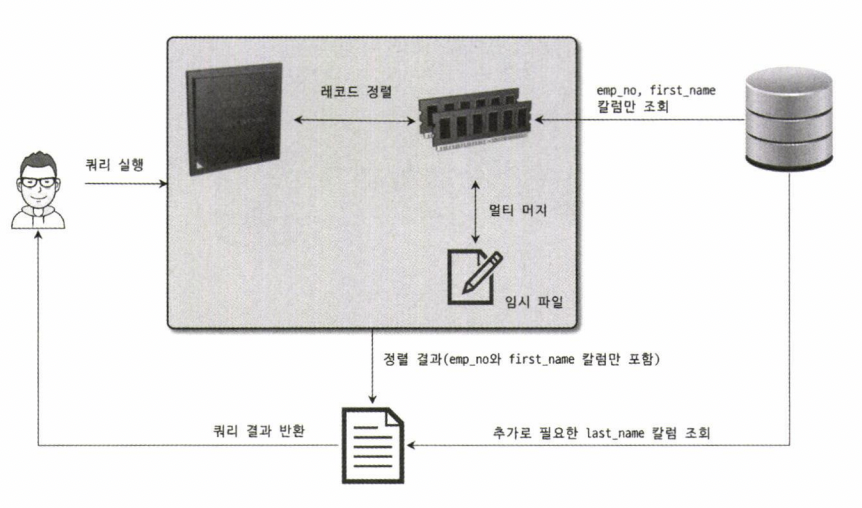 레코드 정렬
emp_no, first_name
칼럼만 조회
쿼리 실행
멀티 머지
임시 파일
정렬 결과(emp_no와 first_name 칼럼만 포함)
쿼리 결과 반환
추가로 필요한 last_name 칼럼 조회